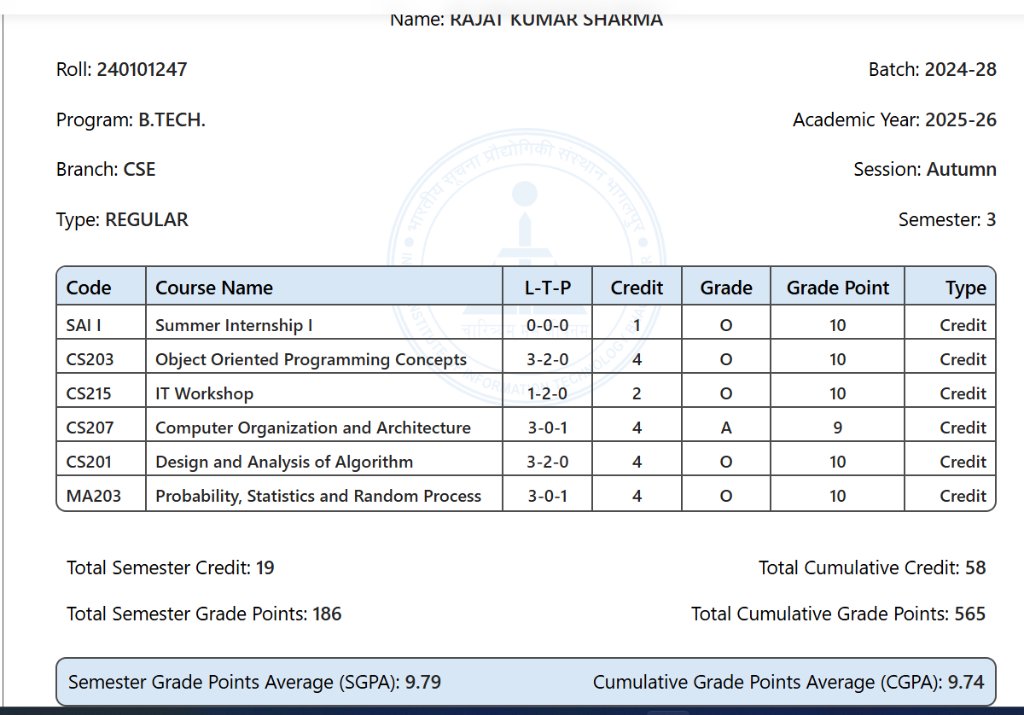 Name: RAJAT KUMAR SHARMA
Roll: 240101247 Batch: 2024-28
Program: B.TECH. Academic Year: 2025-26
Branch: CSE Session: Autumn
Type: REGULAR Semester: 3
भारतीय सूचना प्रौद्योगिकी संस्थान भागलपुर
Code Course Name L-T-P Credit Grade Grade Point Type
SAI I Summer Internship I 0-0-0 1 O 10 Credit
CS203 Object Oriented Programming Concepts 3-2-0 4 O 10 Credit
CS215 IT Workshop 1-2-0 2 O 10 Credit
CS207 Computer Organization and Architecture 3-0-1 4 A 9 Credit
CS201 Design and Analysis of Algorithm 3-2-0 4 O 10 Credit
MA203 Probability, Statistics and Random Process 3-0-1 4 O 10 Credit
Total Semester Credit: 19 Total Cumulative Credit: 58
Total Semester Grade Points: 186 Total Cumulative Grade Points: 565
Semester Grade Points Average (SGPA): 9.79 Cumulative Grade Points Average (CGPA): 9.74